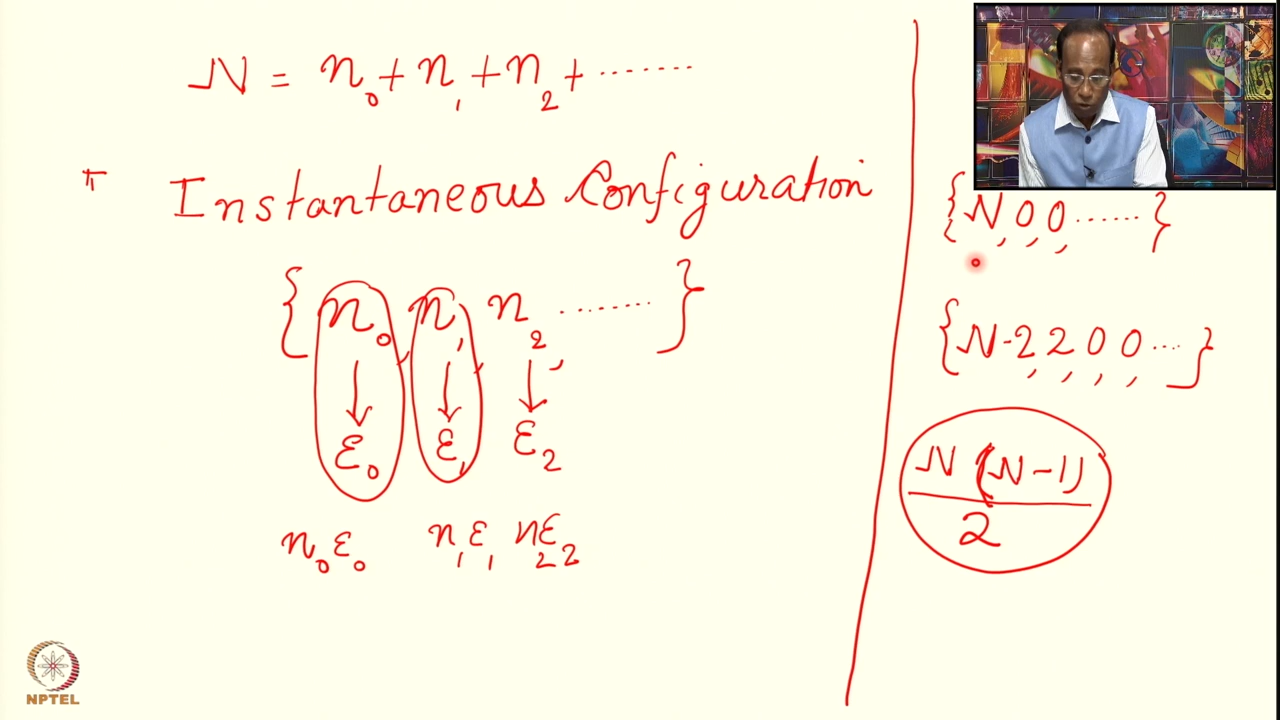 N = n₀ + n₁ + n₂ + .......
Instantaneous Configuration
{ n₀, n₁, n₂, ....... }
↓ ↓ ↓
ε₀ ε₁ ε₂
n₀ε₀ n₁ε₁ n₂ε₂
{N, 0, 0, ...... }
{N-2, 2, 0, 0, ... }
N (N-1)
2
NPTEL